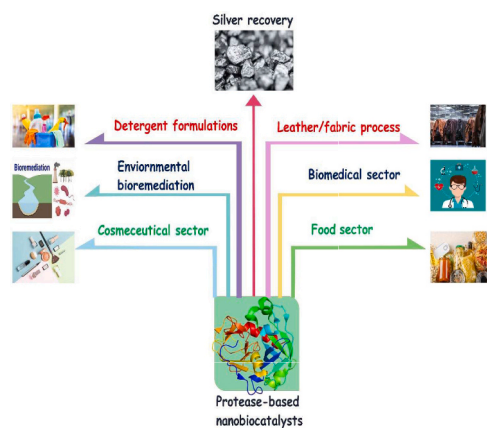 Silver recovery
Detergent formulations
Leather/fabric process
Bioremediation
Enviornmental
bioremediation
Biomedical sector
Cosmeceutical sector
Food sector
Protease-based
nanobiocatalysts